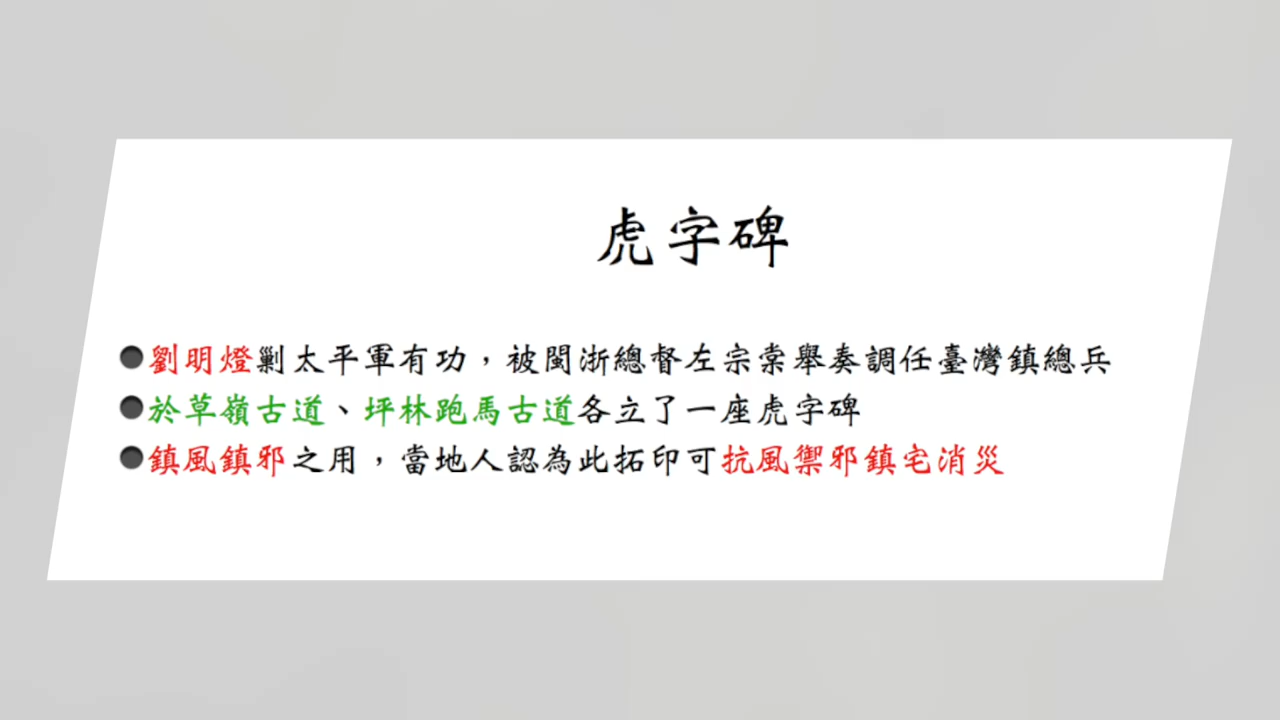 虎字碑
●劉明燈剿太平軍有功，被閩浙總督左宗棠舉奏調任臺灣鎮總兵
●於草嶺古道、坪林跑馬古道各立了一座虎字碑
●鎮風鎮邪之用，當地人認為此拓印可抗風禦邪鎮宅消災